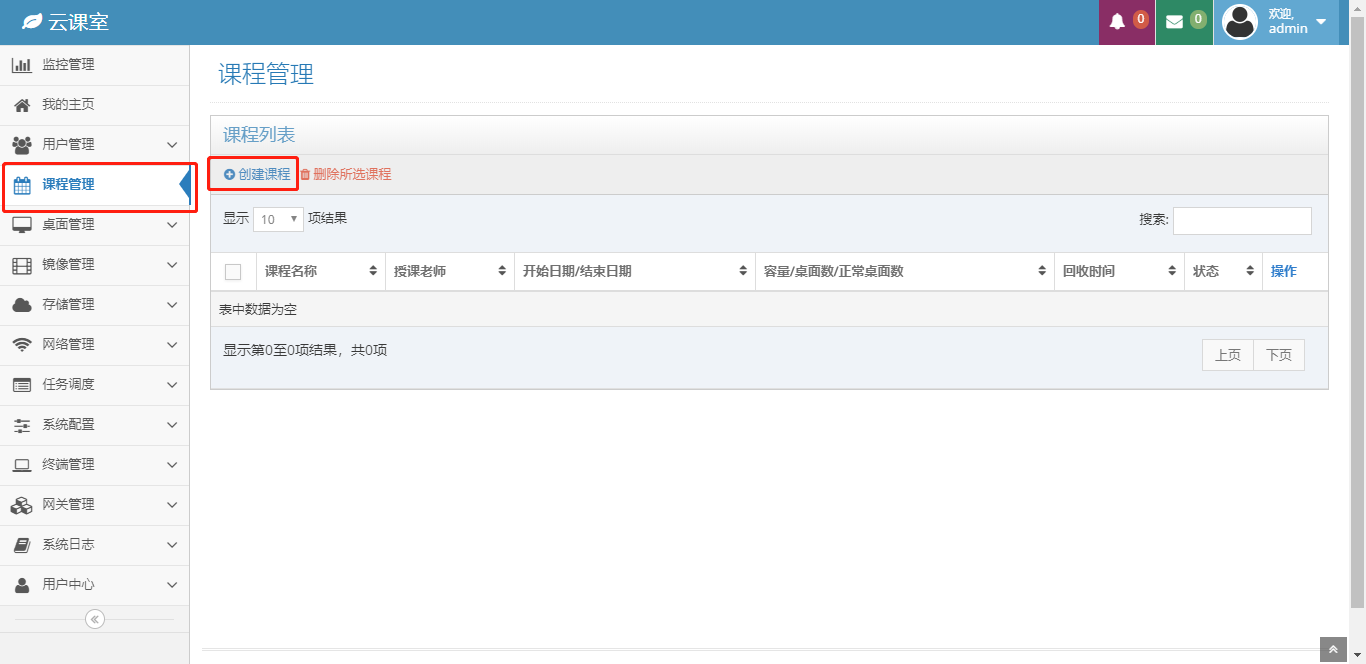 云课室
0
0
欢迎,
admin
监控管理
我的主页
用户管理
课程管理
桌面管理
镜像管理
存储管理
网络管理
任务调度
系统配置
终端管理
网关管理
系统日志
用户中心
课程管理
课程列表
创建课程 删除所选课程
显示 10 项结果 搜索:
课程名称 授课老师 开始日期/结束日期 容量/桌面数/正常桌面数 回收时间 状态 操作
表中数据为空
显示第0至0项结果，共0项 上页 下页